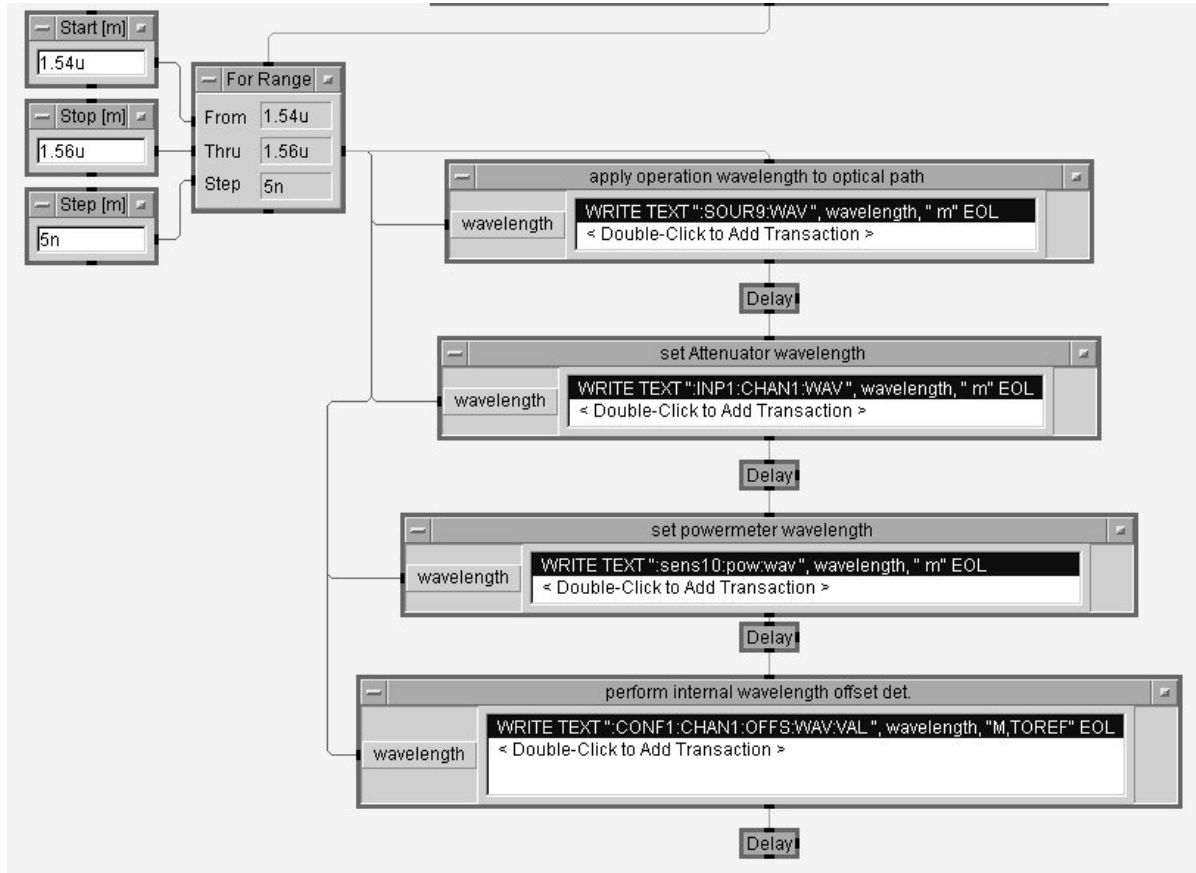 Start [m]
1.54u
For Range
From 1.54u
Stop [m]
1.56u
Thru 1.56u
Step 5n
Step [m]
5n
apply operation wavelength to optical path
wavelength
WRITE TEXT ":SOUR9:WAV ", wavelength, " m" EOL
< Double-Click to Add Transaction >
Delay
set Attenuator wavelength
wavelength
WRITE TEXT ":INP1:CHAN1:WAV ", wavelength, " m" EOL
< Double-Click to Add Transaction >
Delay
set powermeter wavelength
wavelength
WRITE TEXT ":sens10:pow:wav ", wavelength, " m" EOL
< Double-Click to Add Transaction >
Delay
perform internal wavelength offset det.
wavelength
WRITE TEXT ":CONF1:CHAN1:OFFS:WAV:VAL ", wavelength, "M,TOREF" EOL
< Double-Click to Add Transaction >
Delay